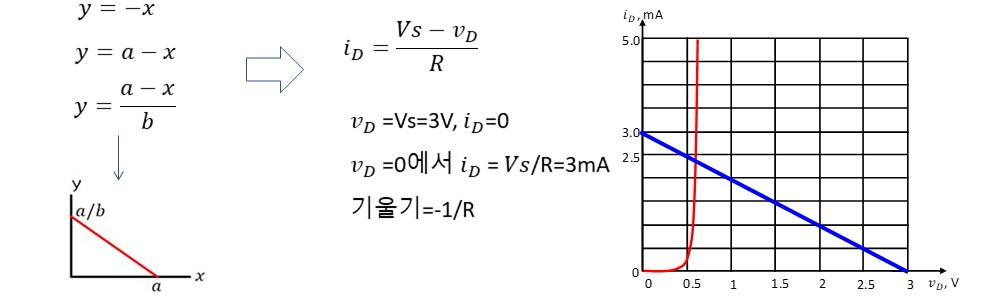 y = −x
y = a − x
y = (a − x)/b
y
a/b
a
x
i_D = (Vs − v_D)/R
v_D =Vs=3V, i_D=0
v_D =0에서 i_D = Vs/R=3mA
기울기=-1/R
i_D, mA
5.0
3.0
2.5
0
0 0.5 1 1.5 2 2.5 3 v_D, V